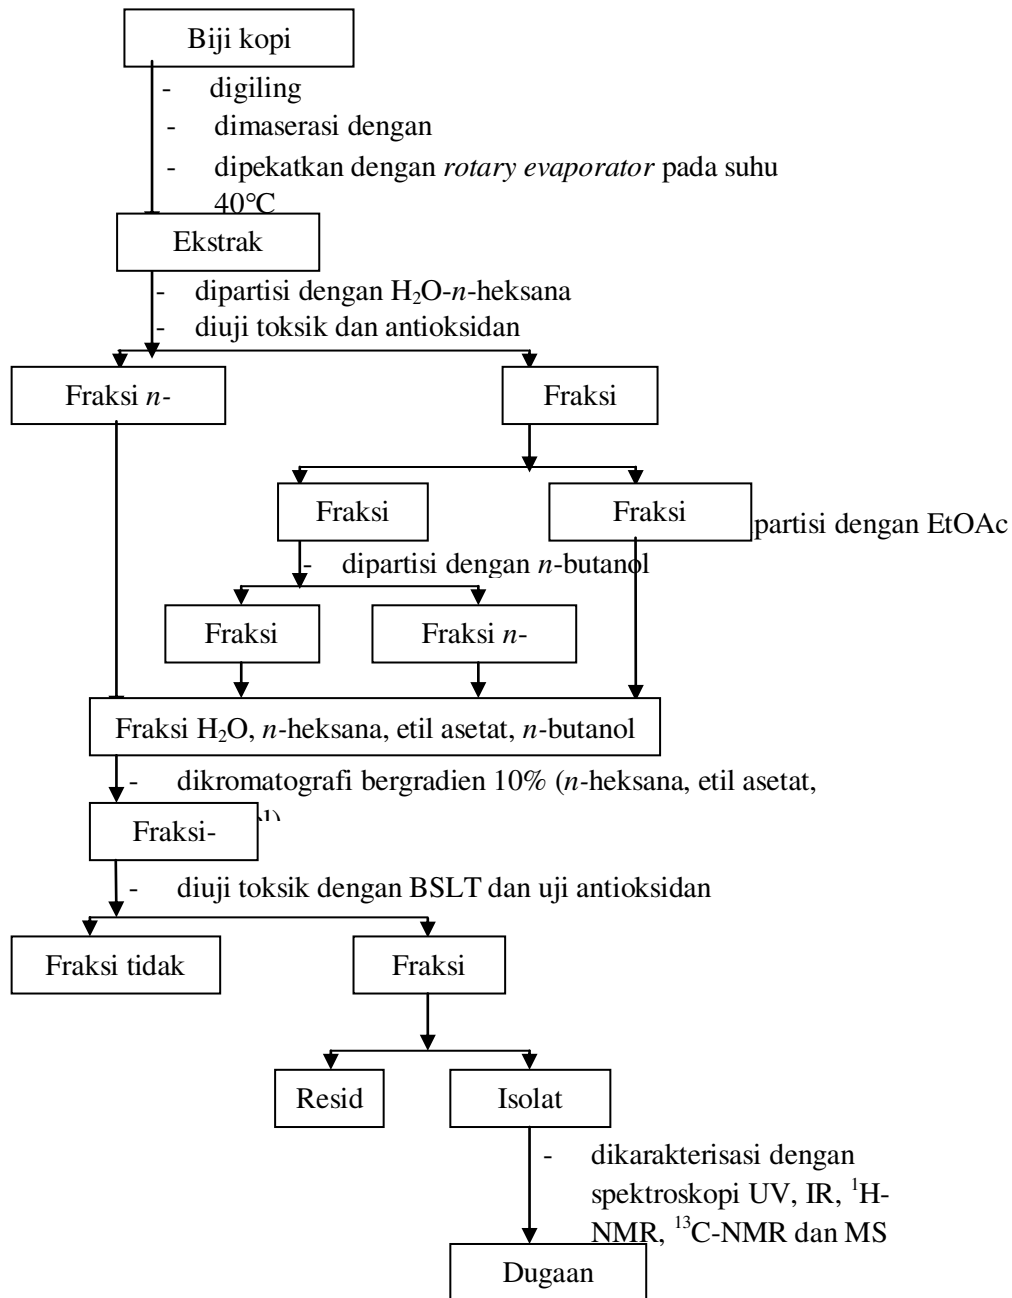 Biji kopi
- digiling
- dimaserasi dengan
- dipekatkan dengan rotary evaporator pada suhu
40°C
Ekstrak
- dipartisi dengan H₂O-n-heksana
- diuji toksik dan antioksidan
Fraksi n-
Fraksi
Fraksi
Fraksi
partisi dengan EtOAc
- dipartisi dengan n-butanol
Fraksi
Fraksi n-
Fraksi H₂O, n-heksana, etil asetat, n-butanol
- dikromatografi bergradien 10% (n-heksana, etil asetat,
Fraksi-
- diuji toksik dengan BSLT dan uji antioksidan
Fraksi tidak
Fraksi
Resid
Isolat
- dikarakterisasi dengan
spektroskopi UV, IR, ¹H-
NMR, ¹³C-NMR dan MS
Dugaan